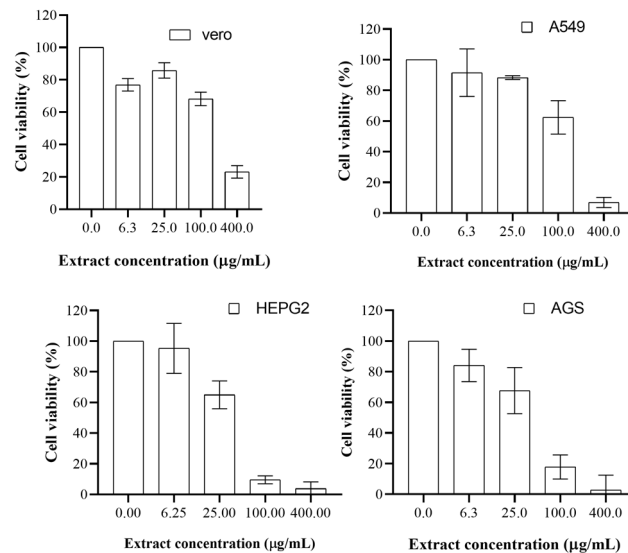 vero
Cell viability (%)
120
100
80
60
40
20
0
0.0 6.3 25.0 100.0 400.0
Extract concentration (µg/mL)
A549
Cell viability (%)
120
100
80
60
40
20
0
0.0 6.3 25.0 100.0 400.0
Extract concentration (µg/mL)
HEPG2
Cell viability (%)
120
100
80
60
40
20
0
0.00 6.25 25.00 100.00 400.00
Extract concentration (µg/mL)
AGS
Cell viability (%)
120
100
80
60
40
20
0
0.0 6.3 25.0 100.0 400.0
Extract concentration (µg/mL)